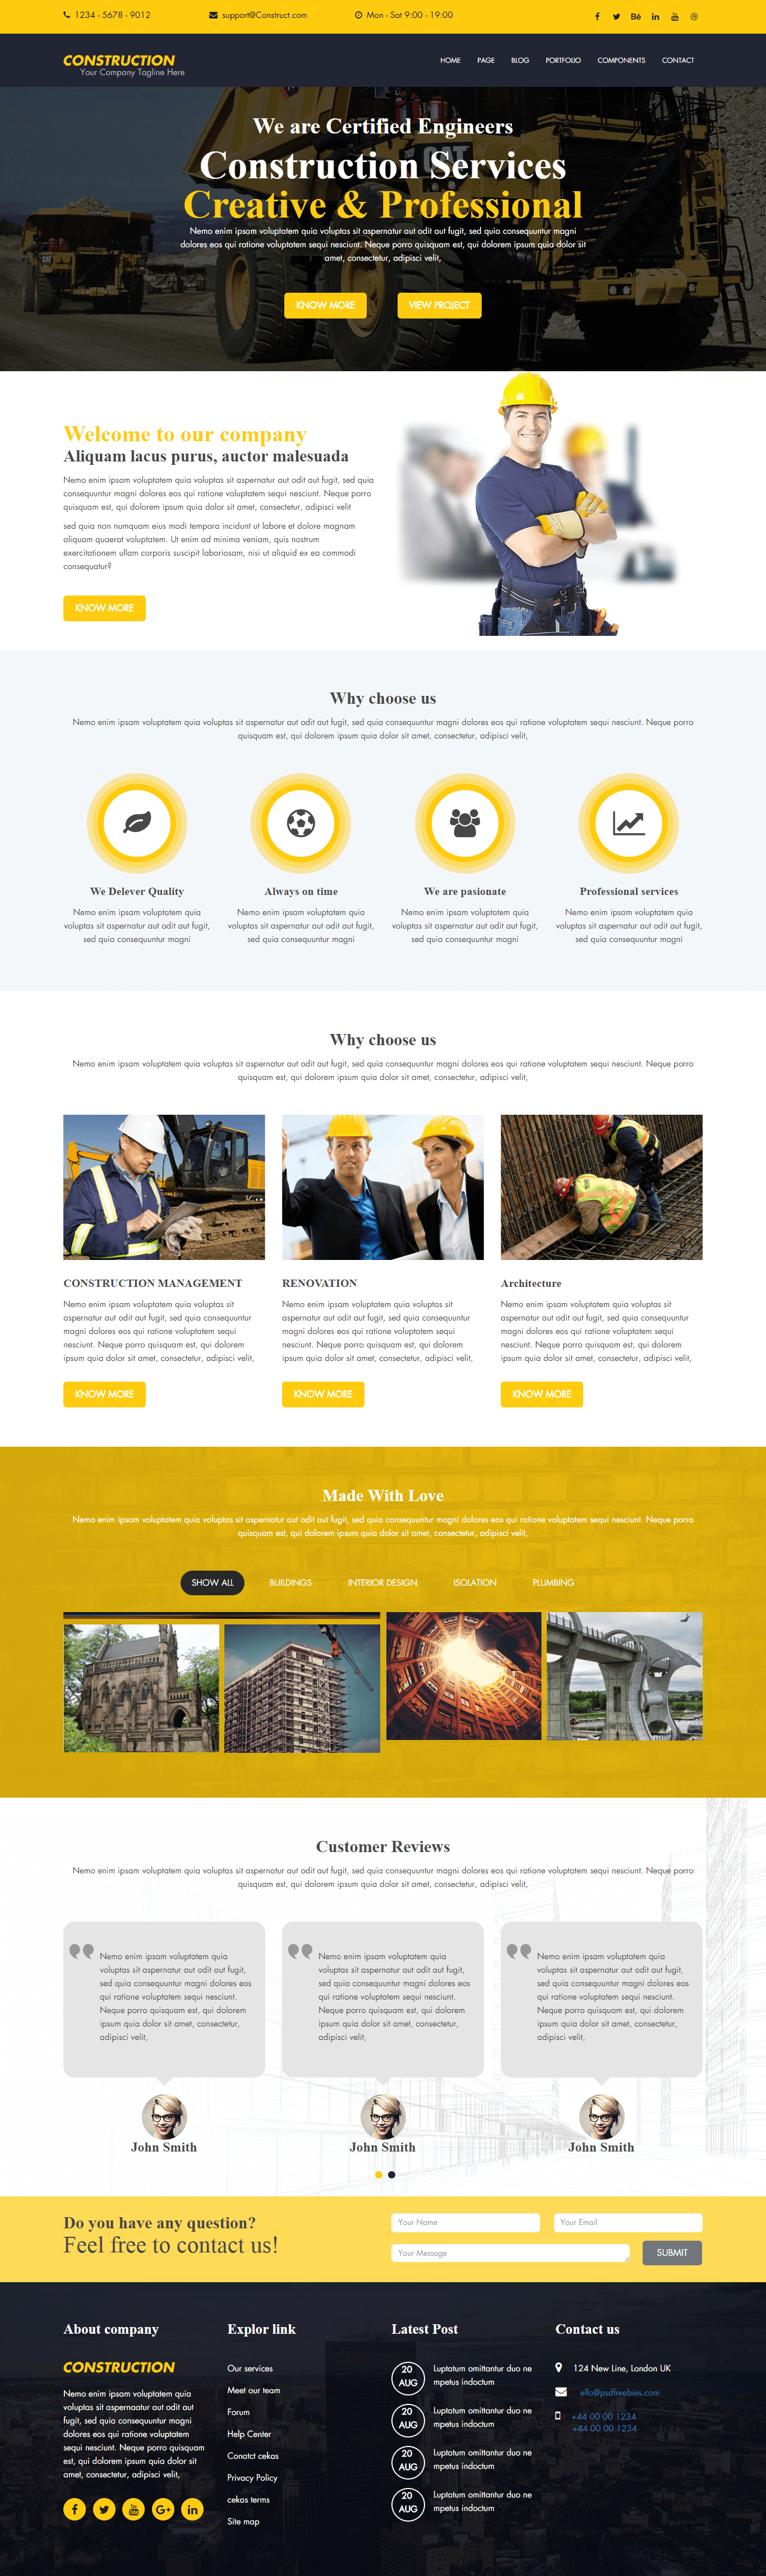 1234 - 5678 - 9012
support@Construct.com
Mon - Sat 9:00 - 19:00
CONSTRUCTION
Your Company Tagline Here
HOME PAGE BLOG PORTFOLIO COMPONENTS CONTACT
We are Certified Engineers
Construction Services
Creative & Professional
Nemo enim ipsam voluptatem quia voluptas sit aspernatur aut odit aut fugit, sed quia consequuntur magni
dolores eos qui ratione voluptatem sequi nesciunt. Neque porro quisquam est, qui dolorem ipsum quia dolor sit
amet, consectetur, adipisci velit,
KNOW MORE
VIEW PROJECT
Welcome to our company
Aliquam lacus purus, auctor malesuada
Nemo enim ipsam voluptatem quia voluptas sit aspernatur aut odit aut fugit, sed quia
consequuntur magni dolores eos qui ratione voluptatem sequi nesciunt. Neque porro
quisquam est, qui dolorem ipsum quia dolor sit amet, consectetur, adipisci velit
sed quia non numquam eius modi tempora incidunt ut labore et dolore magnam
aliquam quaerat voluptatem. Ut enim ad minima veniam, quis nostrum
exercitationem ullam corporis suscipit laboriosam, nisi ut aliquid ex ea commodi
consequatur?
KNOW MORE
Why choose us
Nemo enim ipsam voluptatem quia voluptas sit aspernatur aut odit aut fugit, sed quia consequuntur magni dolores eos qui ratione voluptatem sequi nesciunt. Neque porro
quisquam est, qui dolorem ipsum quia dolor sit amet, consectetur, adipisci velit,
We Delever Quality
Nemo enim ipsam voluptatem quia
voluptas sit aspernatur aut odit aut fugit,
sed quia consequuntur magni
Always on time
Nemo enim ipsam voluptatem quia
voluptas sit aspernatur aut odit aut fugit,
sed quia consequuntur magni
We are pasionate
Nemo enim ipsam voluptatem quia
voluptas sit aspernatur aut odit aut fugit,
sed quia consequuntur magni
Professional services
Nemo enim ipsam voluptatem quia
voluptas sit aspernatur aut odit aut fugit,
sed quia consequuntur magni
Why choose us
Nemo enim ipsam voluptatem quia voluptas sit aspernatur aut odit aut fugit, sed quia consequuntur magni dolores eos qui ratione voluptatem sequi nesciunt. Neque porro
quisquam est, qui dolorem ipsum quia dolor sit amet, consectetur, adipisci velit,
CONSTRUCTION MANAGEMENT
Nemo enim ipsam voluptatem quia voluptas sit
aspernatur aut odit aut fugit, sed quia consequuntur
magni dolores eos qui ratione voluptatem sequi
nesciunt. Neque porro quisquam est, qui dolorem
ipsum quia dolor sit amet, consectetur, adipisci velit,
KNOW MORE
RENOVATION
Nemo enim ipsam voluptatem quia voluptas sit
aspernatur aut odit aut fugit, sed quia consequuntur
magni dolores eos qui ratione voluptatem sequi
nesciunt. Neque porro quisquam est, qui dolorem
ipsum quia dolor sit amet, consectetur, adipisci velit,
KNOW MORE
Architecture
Nemo enim ipsam voluptatem quia voluptas sit
aspernatur aut odit aut fugit, sed quia consequuntur
magni dolores eos qui ratione voluptatem sequi
nesciunt. Neque porro quisquam est, qui dolorem
ipsum quia dolor sit amet, consectetur, adipisci velit,
KNOW MORE
Made With Love
Nemo enim ipsam voluptatem quia voluptas sit aspernatur aut odit aut fugit, sed quia consequuntur magni dolores eos qui ratione voluptatem sequi nesciunt. Neque porro
quisquam est, qui dolorem ipsum quia dolor sit amet, consectetur, adipisci velit,
SHOW ALL BUILDINGS INTERIOR DESIGN ISOLATION PLUMBING
Customer Reviews
Nemo enim ipsam voluptatem quia voluptas sit aspernatur aut odit aut fugit, sed quia consequuntur magni dolores eos qui ratione voluptatem sequi nesciunt. Neque porro
quisquam est, qui dolorem ipsum quia dolor sit amet, consectetur, adipisci velit,
Nemo enim ipsam voluptatem quia
voluptas sit aspernatur aut odit aut fugit,
sed quia consequuntur magni dolores eos
qui ratione voluptatem sequi nesciunt.
Neque porro quisquam est, qui dolorem
ipsum quia dolor sit amet, consectetur,
adipisci velit,
John Smith
Nemo enim ipsam voluptatem quia
voluptas sit aspernatur aut odit aut fugit,
sed quia consequuntur magni dolores eos
qui ratione voluptatem sequi nesciunt.
Neque porro quisquam est, qui dolorem
ipsum quia dolor sit amet, consectetur,
adipisci velit,
John Smith
Nemo enim ipsam voluptatem quia
voluptas sit aspernatur aut odit aut fugit,
sed quia consequuntur magni dolores eos
qui ratione voluptatem sequi nesciunt.
Neque porro quisquam est, qui dolorem
ipsum quia dolor sit amet, consectetur,
adipisci velit,
John Smith
Do you have any question?
Feel free to contact us!
Your Name
Your Email
Your Message
SUBMIT
About company
CONSTRUCTION
Nemo enim ipsam voluptatem quia
voluptas sit aspernatur aut odit aut
fugit, sed quia consequuntur magni
dolores eos qui ratione voluptatem
sequi nesciunt. Neque porro quisquam
est, qui dolorem ipsum quia dolor sit
amet, consectetur, adipisci velit,
Explor link
Our services
Meet our team
Forum
Help Center
Conatct cekas
Privacy Policy
cekas terms
Site map
Latest Post
20
AUG
Luptatum omittantur duo ne
mpetus indoctum
20
AUG
Luptatum omittantur duo ne
mpetus indoctum
20
AUG
Luptatum omittantur duo ne
mpetus indoctum
20
AUG
Luptatum omittantur duo ne
mpetus indoctum
Contact us
124 New Line, London UK
ello@psdfreebies.com
+44 00 00 1234
+44 00 00 1234